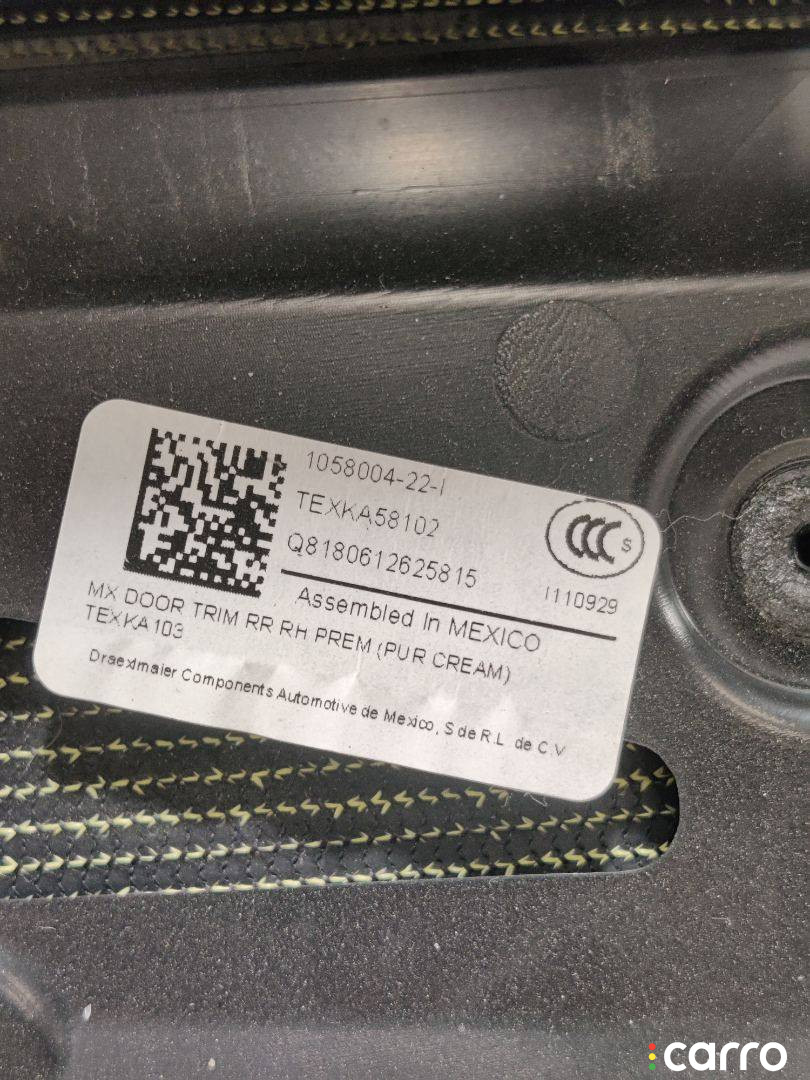 1058004-22-I
TEXKA58102
Q8180612625815
CCC S
I110929
Assembled In MEXICO
MX DOOR TRIM RR RH PREM (PUR CREAM)
TEXKA103
Draexlmaier Components Automotive de Mexico, S de R.L. de C.V
carro